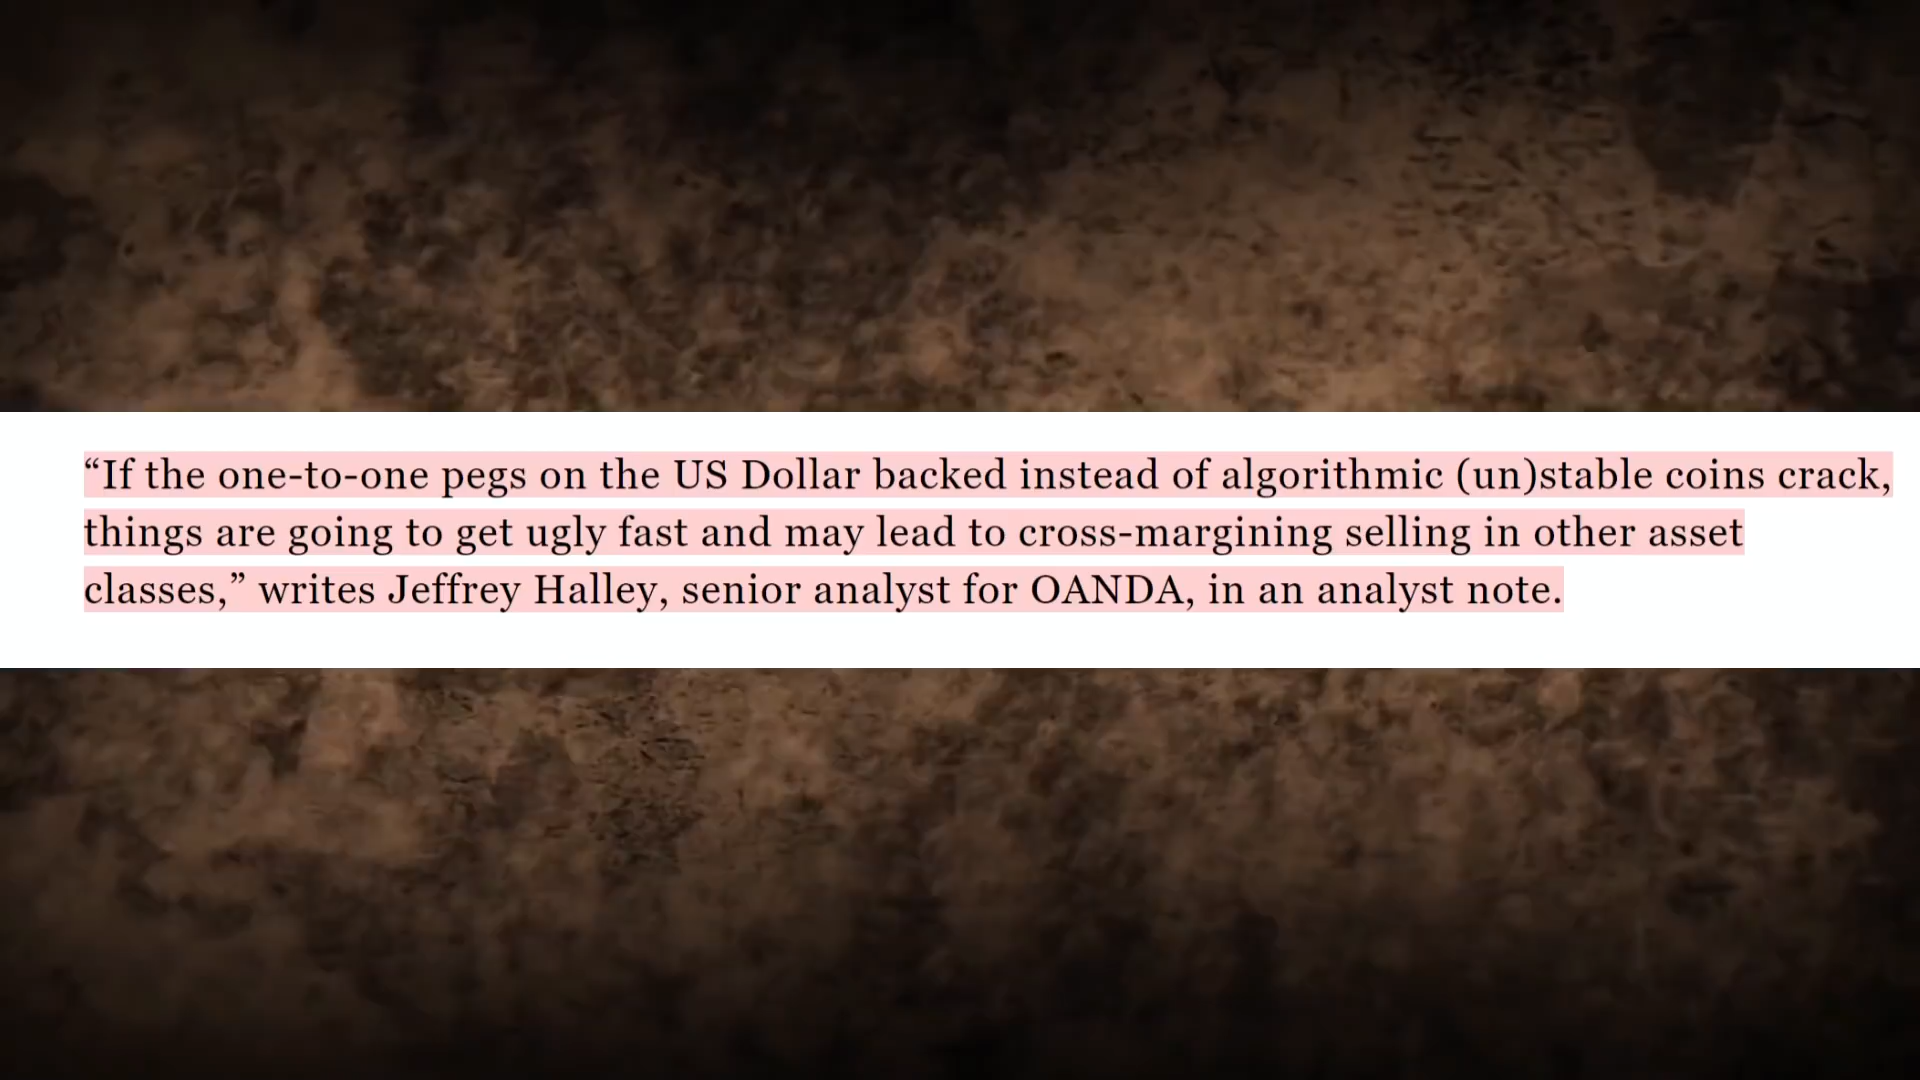 “If the one-to-one pegs on the US Dollar backed instead of algorithmic (un)stable coins crack,
things are going to get ugly fast and may lead to cross-margining selling in other asset
classes,” writes Jeffrey Halley, senior analyst for OANDA, in an analyst note.